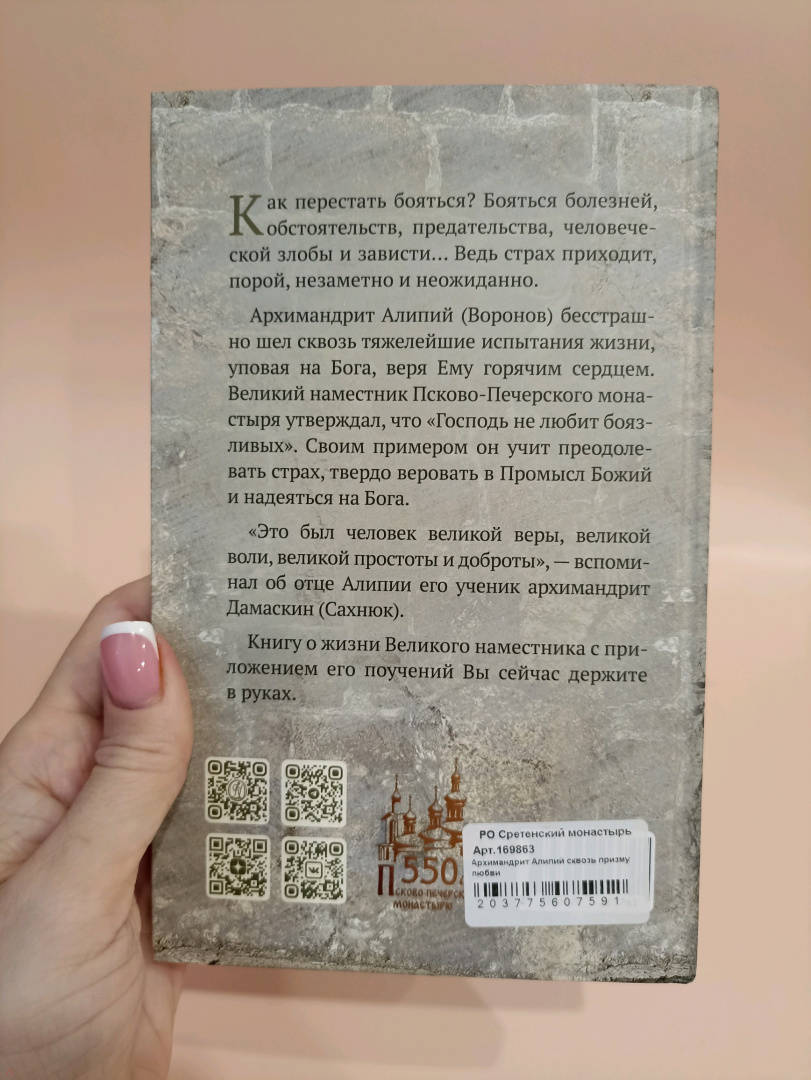 Как перестать бояться? Бояться болезней,
обстоятельств, предательства, человече-
ской злобы и зависти... Ведь страх приходит,
порой, незаметно и неожиданно.
Архимандрит Алипий (Воронов) бесстраш-
но шел сквозь тяжелейшие испытания жизни,
уповая на Бога, веря Ему горячим сердцем.
Великий наместник Псково-Печерского мона-
стыря утверждал, что «Господь не любит бояз-
ливых». Своим примером он учит преодоле-
вать страх, твердо веровать в Промысл Божий
и надеяться на Бога.
«Это был человек великой веры, великой
воли, великой простоты и доброты», — вспоми-
нал об отце Алипии его ученик архимандрит
Дамаскин (Сахнюк).
Книгу о жизни Великого наместника с при-
ложением его поучений Вы сейчас держите
в руках.
550
Псково-Печерс
монастырю
РО Сретенский монастырь
Арт.169863
Архимандрит Алипий сквозь призму
любви
2037775607591